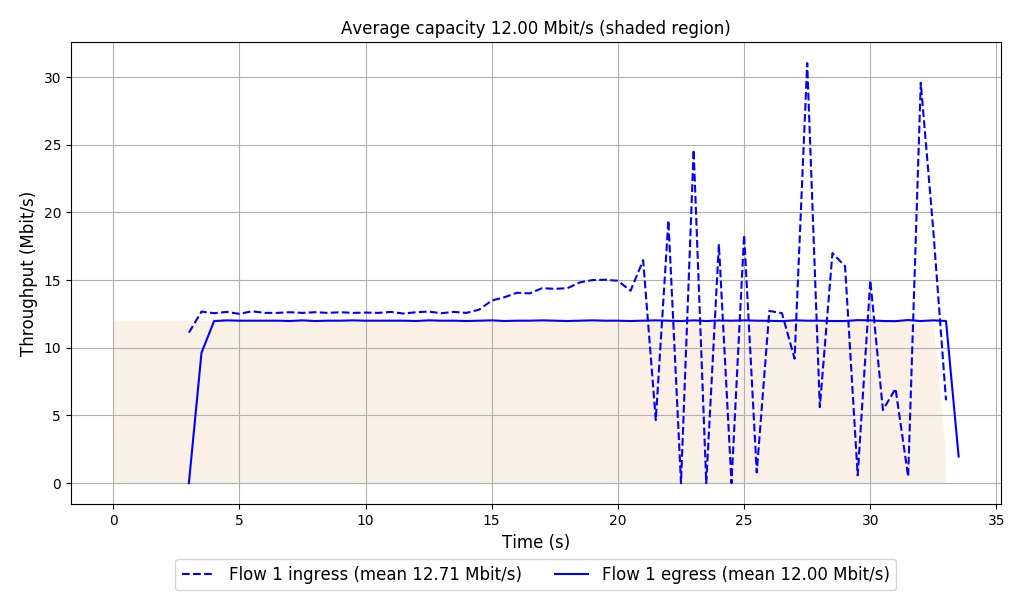 Average capacity 12.00 Mbit/s (shaded region)
Throughput (Mbit/s)
30
25
20
15
10
5
0
0 5 10 15 20 25 30 35
Time (s)
Flow 1 ingress (mean 12.71 Mbit/s) Flow 1 egress (mean 12.00 Mbit/s)